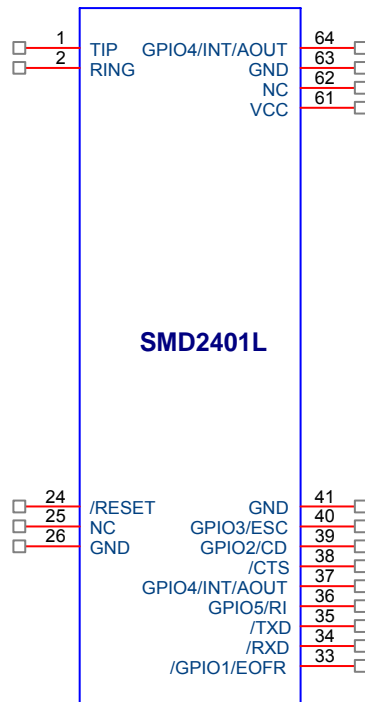 1 TIP GPIO4/INT/AOUT 64
2 RING GND 63
NC 62
VCC 61
SMD2401L
24 /RESET GND 41
25 NC GPIO3/ESC 40
26 GND GPIO2/CD 39
/CTS 38
GPIO4/INT/AOUT 37
GPIO5/RI 36
/TXD 35
/RXD 34
/GPIO1/EOFR 33